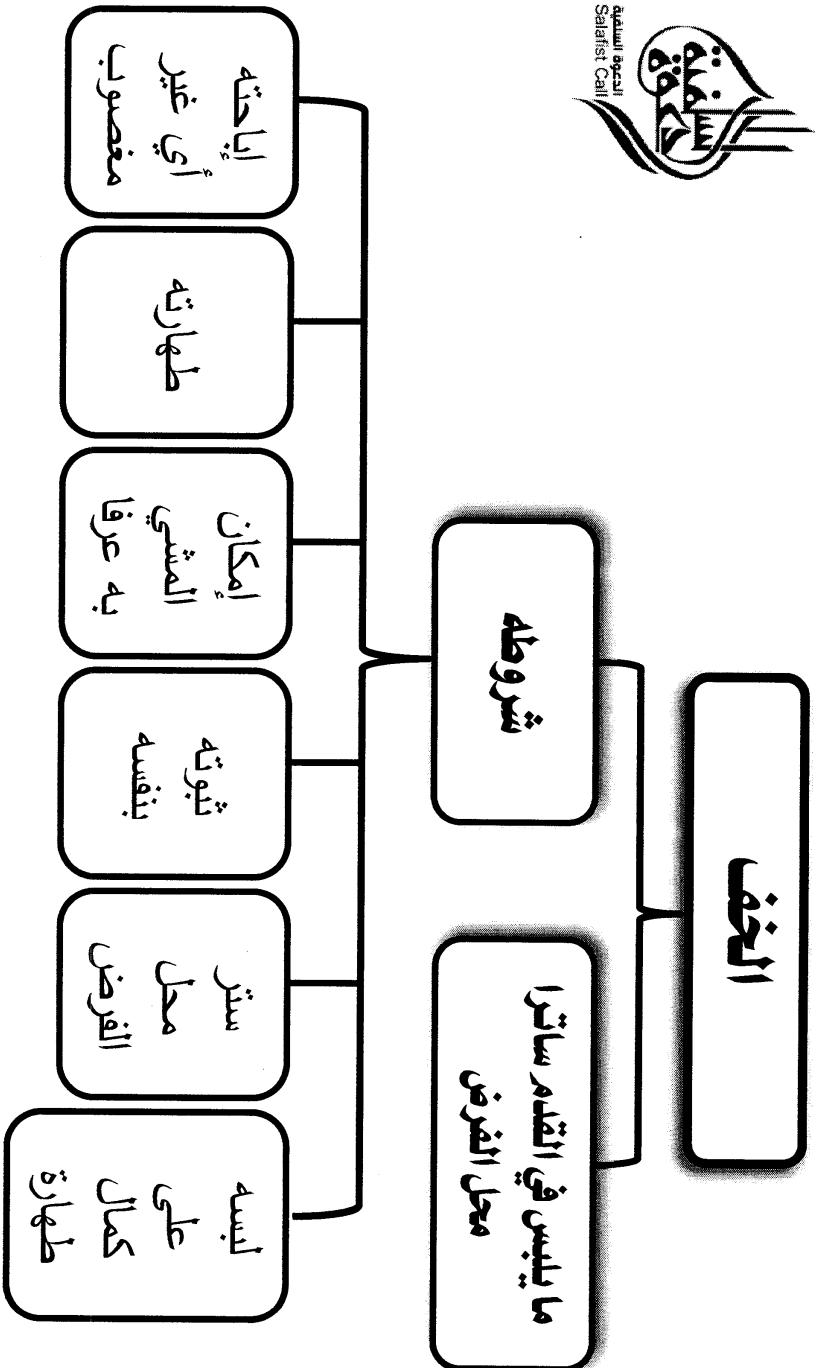 الدعوة السلفية
Salafist Call
الخف
ما يلبس في القدم ساترا
محل الفرض
شروطه
لبسه
على
كمال
طهارة
ستر
محل
الفرض
ثبوته
بنفسه
إمكان
المشي
به عرفا
طهارته
إباحته
أي غير
مغصوب